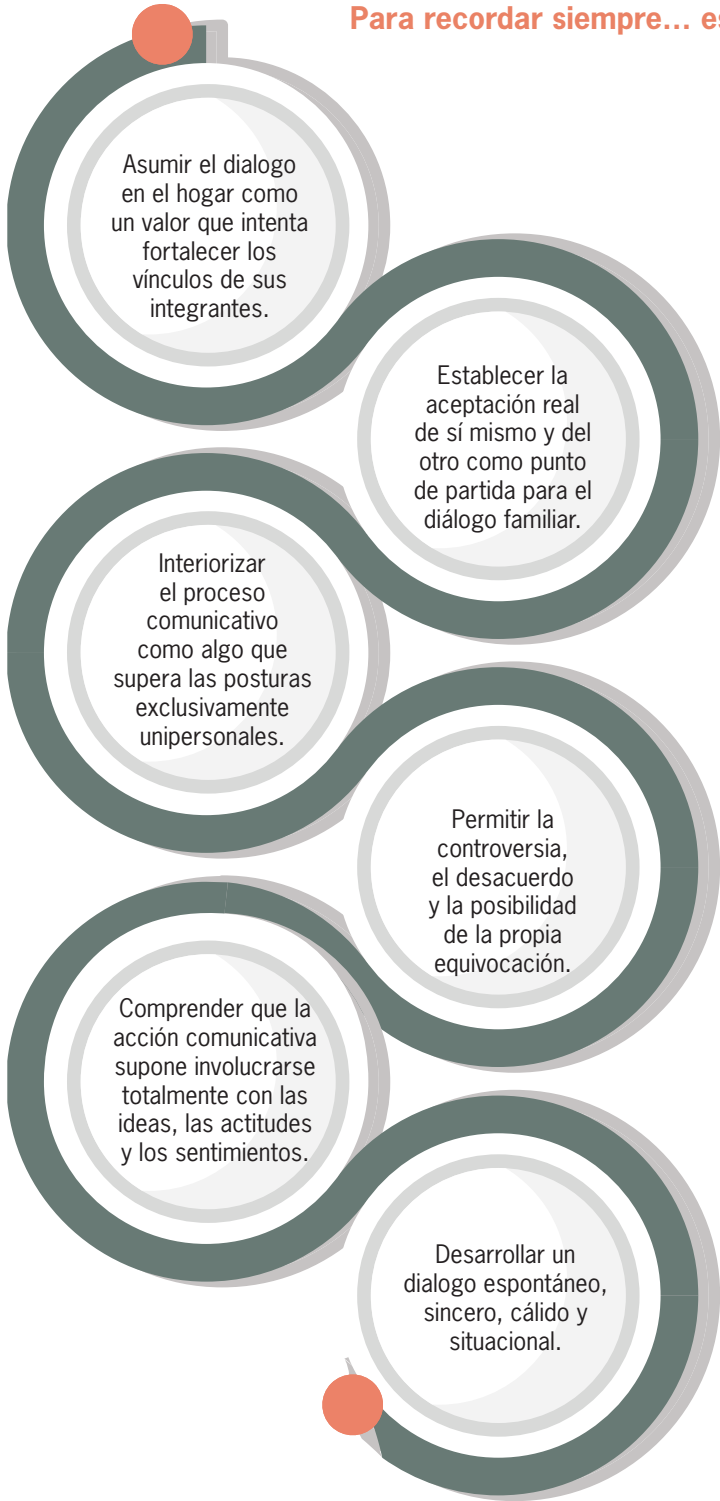 Para recordar siempre... es
Asumir el dialogo
en el hogar como
un valor que intenta
fortalecer los
vínculos de sus
integrantes.
Establecer la
aceptación real
de sí mismo y del
otro como punto
de partida para el
diálogo familiar.
Interiorizar
el proceso
comunicativo
como algo que
supera las posturas
exclusivamente
unipersonales.
Permitir la
controversia,
el desacuerdo
y la posibilidad
de la propia
equivocación.
Comprender que la
acción comunicativa
supone involucrarse
totalmente con las
ideas, las actitudes
y los sentimientos.
Desarrollar un
dialogo espontáneo,
sincero, cálido y
situacional.